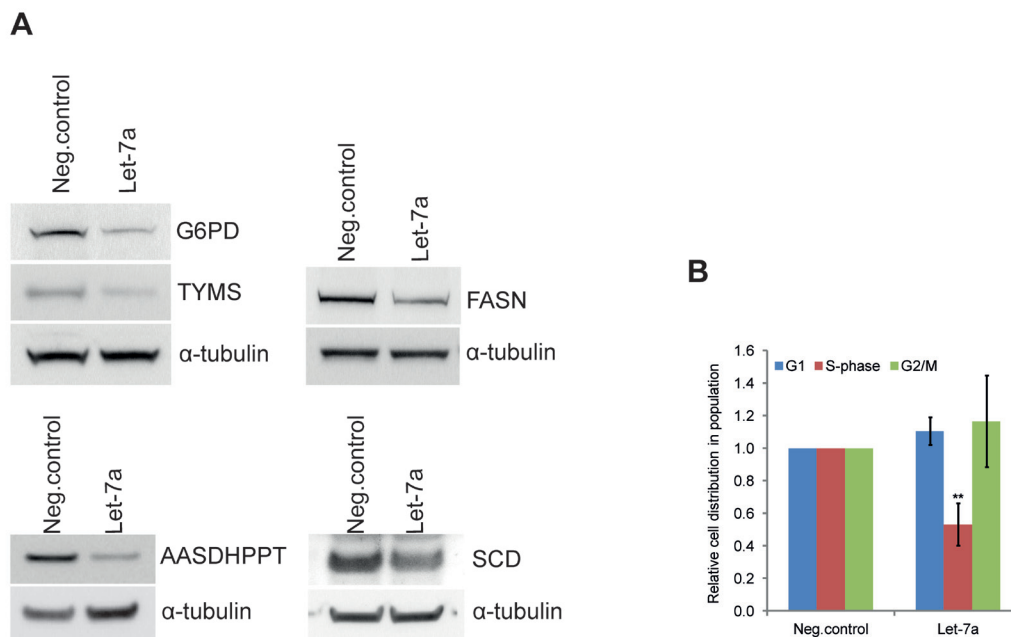 A
Neg.control
Let-7a
G6PD
TYMS
α-tubulin
Neg.control
Let-7a
FASN
α-tubulin
Neg.control
Let-7a
AASDHPPT
α-tubulin
Neg.control
Let-7a
SCD
α-tubulin
B
G1 S-phase G2/M
Relative cell distribution in population
1.6
1.4
1.2
1.0
0.8
0.6
0.4
0.2
0.0
**
Neg.control Let-7a